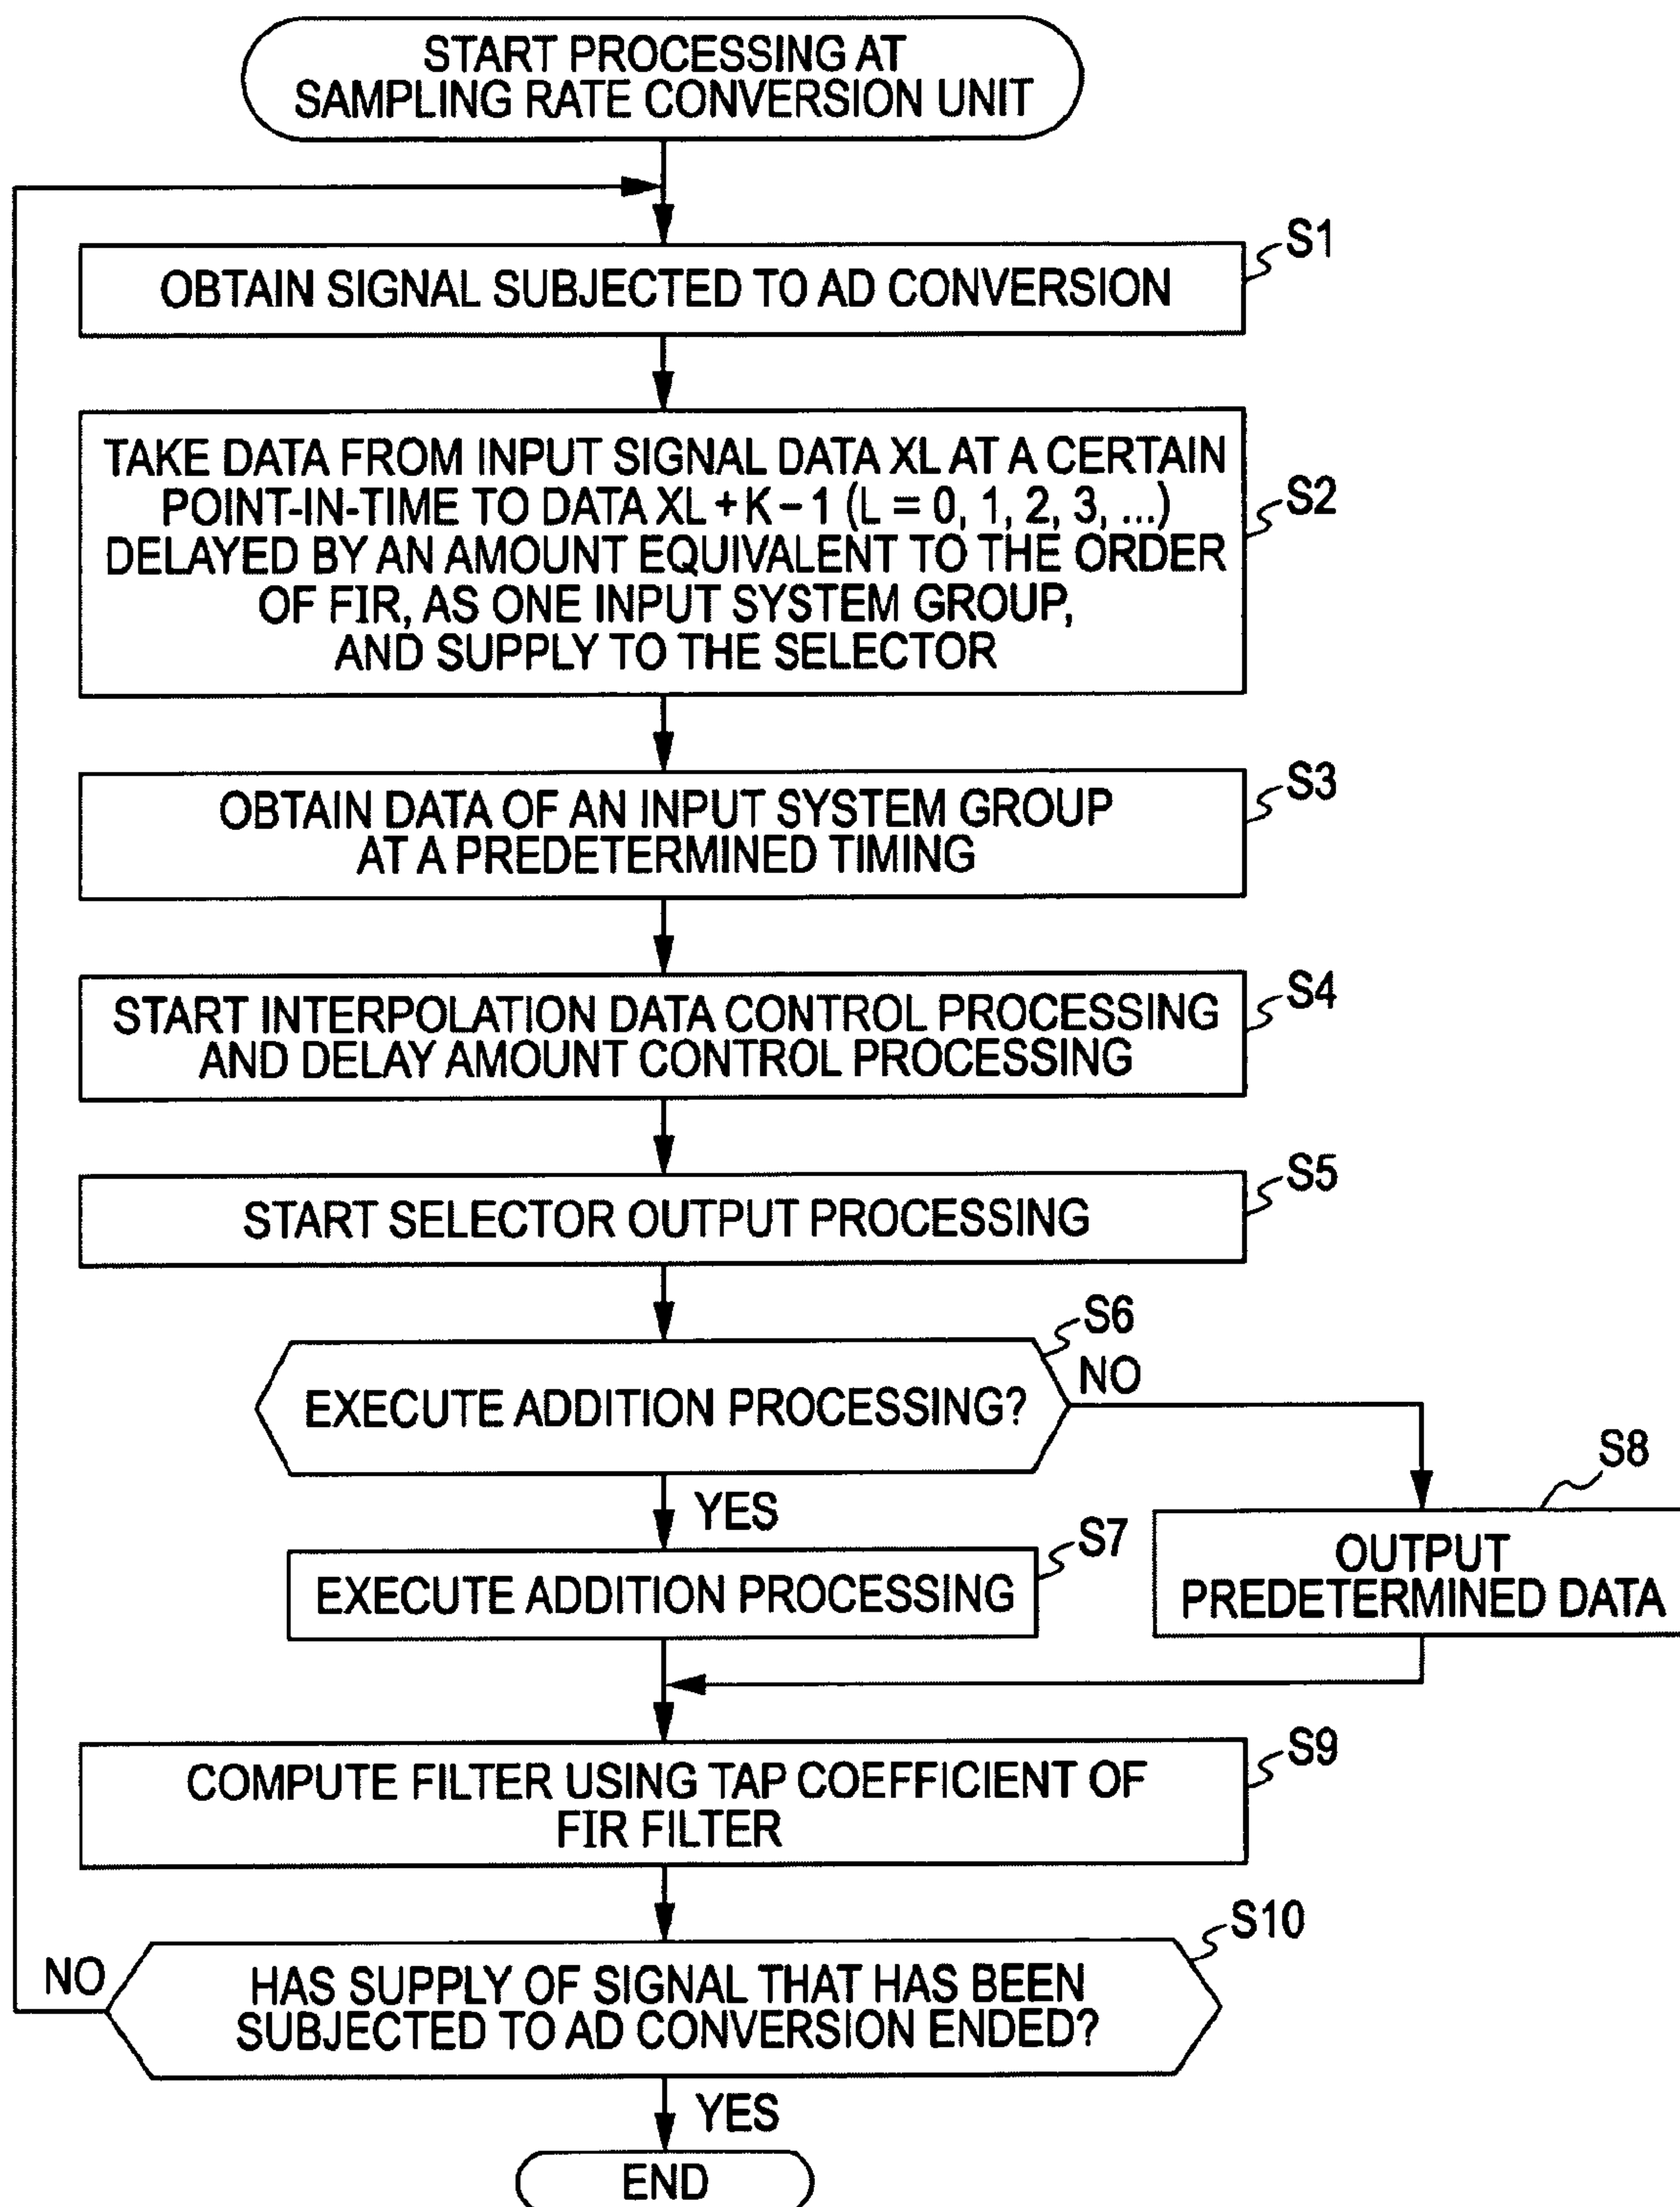 START PROCESSING AT
SAMPLING RATE CONVERSION UNIT
S1
OBTAIN SIGNAL SUBJECTED TO AD CONVERSION
S2
TAKE DATA FROM INPUT SIGNAL DATA XL AT A CERTAIN
POINT-IN-TIME TO DATA XL + K – 1 (L = 0, 1, 2, 3, ...)
DELAYED BY AN AMOUNT EQUIVALENT TO THE ORDER
OF FIR, AS ONE INPUT SYSTEM GROUP,
AND SUPPLY TO THE SELECTOR
S3
OBTAIN DATA OF AN INPUT SYSTEM GROUP
AT A PREDETERMINED TIMING
S4
START INTERPOLATION DATA CONTROL PROCESSING
AND DELAY AMOUNT CONTROL PROCESSING
S5
START SELECTOR OUTPUT PROCESSING
S6
EXECUTE ADDITION PROCESSING?
NO
YES
S7
EXECUTE ADDITION PROCESSING
S8
OUTPUT
PREDETERMINED DATA
S9
COMPUTE FILTER USING TAP COEFFICIENT OF
FIR FILTER
S10
HAS SUPPLY OF SIGNAL THAT HAS BEEN
SUBJECTED TO AD CONVERSION ENDED?
NO
YES
END